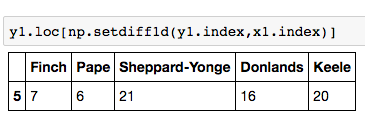 y1.loc[np.setdiff1d(y1.index,x1.index)]
Finch Pape Sheppard-Yonge Donlands Keele
5 7 6 21 16 20